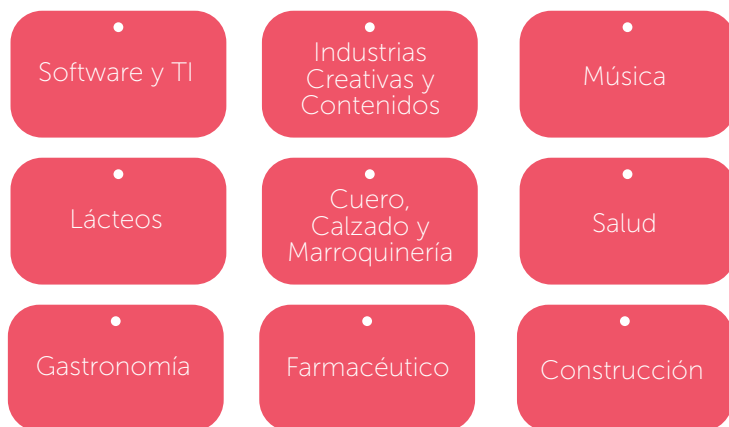 Software y TI
Industrias
Creativas y
Contenidos
Música
Lácteos
Cuero,
Calzado y
Marroquinería
Salud
Gastronomía
Farmacéutico
Construcción